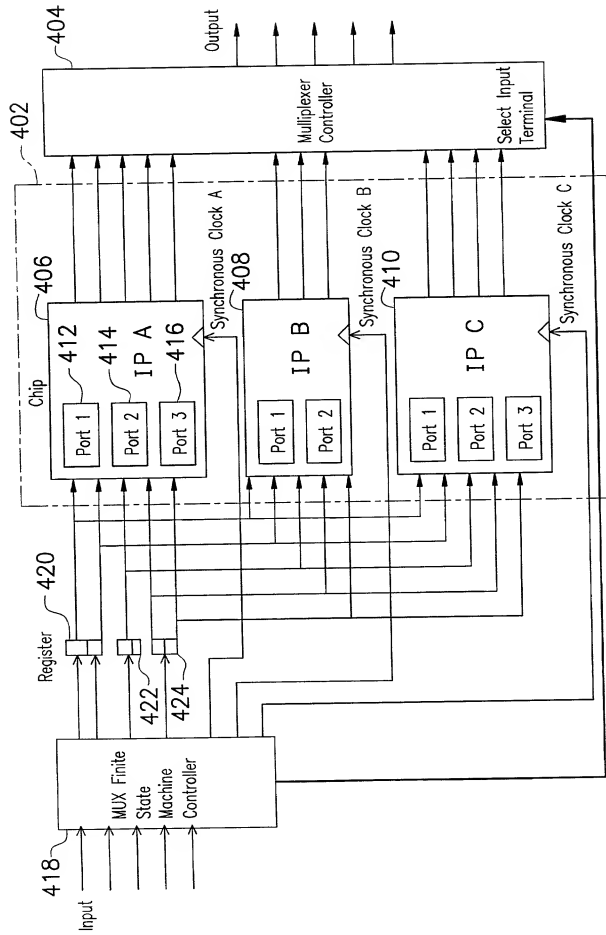 Input
418
MUX Finite
State
Machine
Controller
Register
420
422
424
Chip
402
406
412
Port 1
414
Port 2
416
Port 3
IP A
Synchronous Clock A
408
IP B
Port 1
Port 2
Synchronous Clock B
410
IP C
Port 1
Port 2
Port 3
Synchronous Clock C
404
Mulliplexer
Controller
Select Input
Terminal
Output